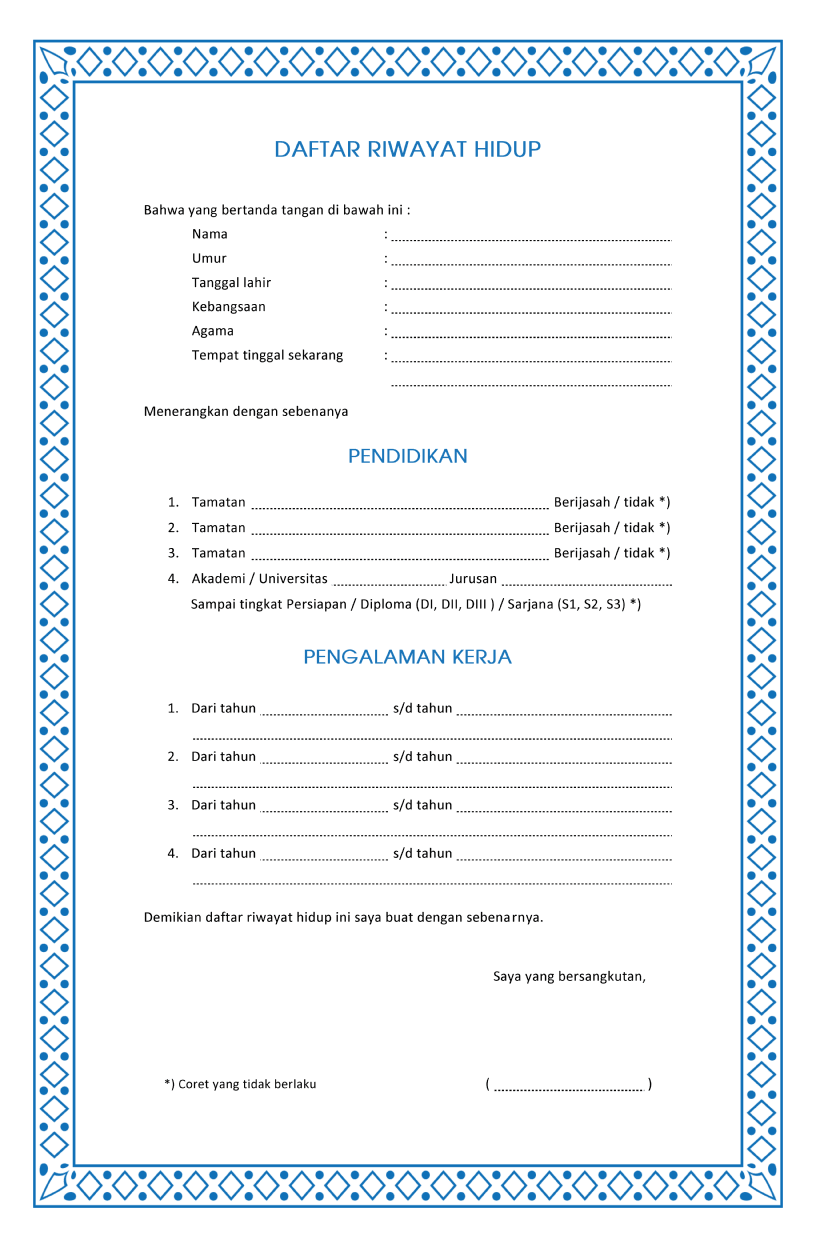 DAFTAR RIWAYAT HIDUP
Bahwa yang bertanda tangan di bawah ini :
Nama :
Umur :
Tanggal lahir :
Kebangsaan :
Agama :
Tempat tinggal sekarang :
Menerangkan dengan sebenanya
PENDIDIKAN
1. Tamatan Berijasah / tidak *)
2. Tamatan Berijasah / tidak *)
3. Tamatan Berijasah / tidak *)
4. Akademi / Universitas Jurusan
Sampai tingkat Persiapan / Diploma (DI, DII, DIII ) / Sarjana (S1, S2, S3) *)
PENGALAMAN KERJA
1. Dari tahun s/d tahun
2. Dari tahun s/d tahun
3. Dari tahun s/d tahun
4. Dari tahun s/d tahun
Demikian daftar riwayat hidup ini saya buat dengan sebenarnya.
Saya yang bersangkutan,
*) Coret yang tidak berlaku ( )